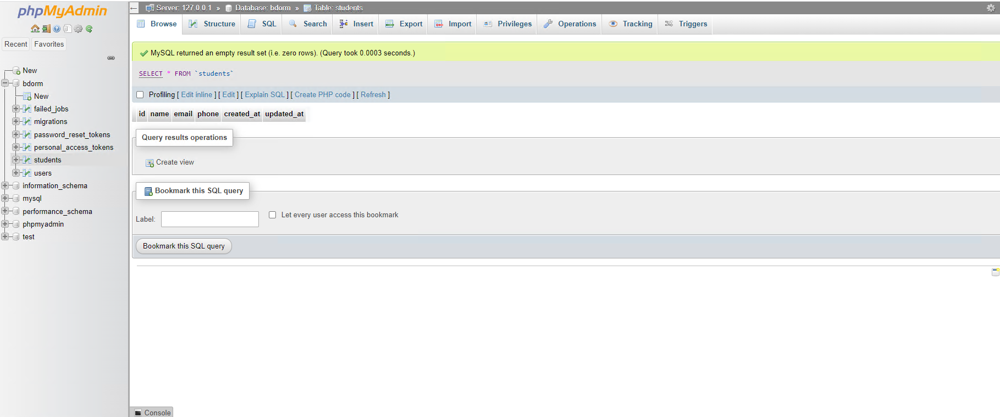 phpMyAdmin
Recent Favorites
New
bdorm
New
failed_jobs
migrations
password_reset_tokens
personal_access_tokens
students
users
information_schema
mysql
performance_schema
phpmyadmin
test
← Server: 127.0.0.1 » Database: bdorm » Table: students
Browse Structure SQL Search Insert Export Import Privileges Operations Tracking Triggers
MySQL returned an empty result set (i.e. zero rows). (Query took 0.0003 seconds.)
SELECT * FROM `students`
Profiling [ Edit inline ] [ Edit ] [ Explain SQL ] [ Create PHP code ] [ Refresh ]
id name email phone created_at updated_at
Query results operations
Create view
Bookmark this SQL query
Label: Let every user access this bookmark
Bookmark this SQL query
Console